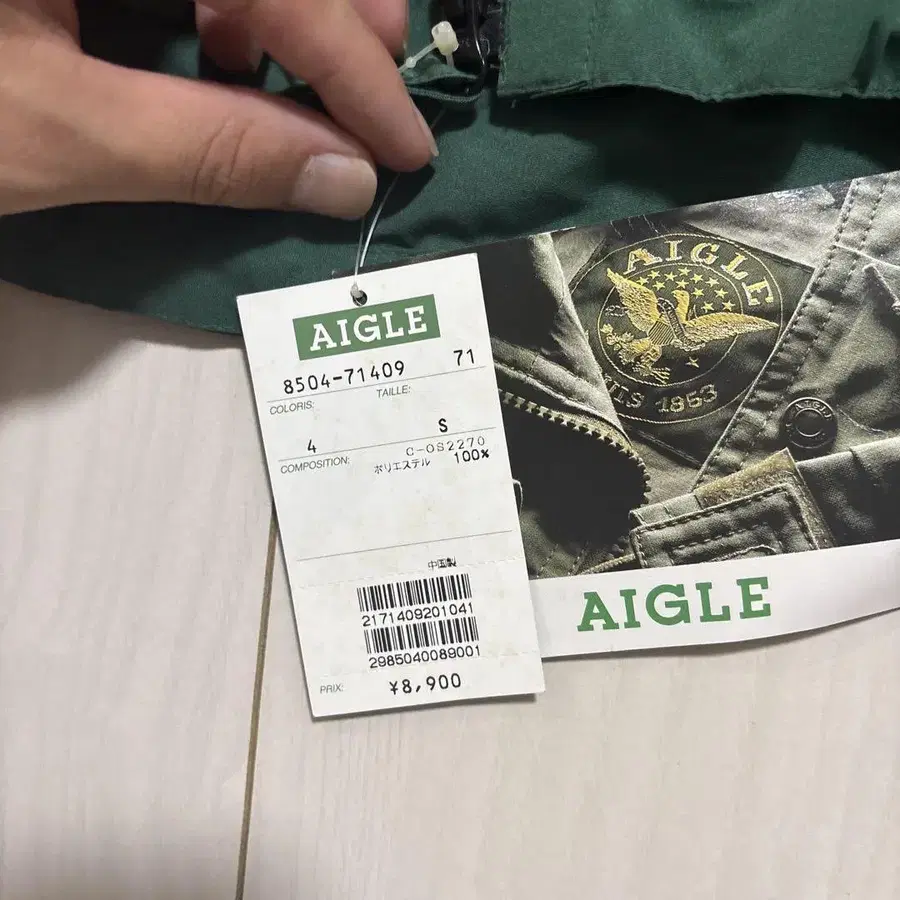 AIGLE
8504-71409 71
COLORIS: TAILLE:
4 S
COMPOSITION: C-OS2270
ポリエステル 100%
中国製
2171409201041
2985040089001
PRIX: ¥8,900
AIGLE
1853
AIGLE
AIGLE